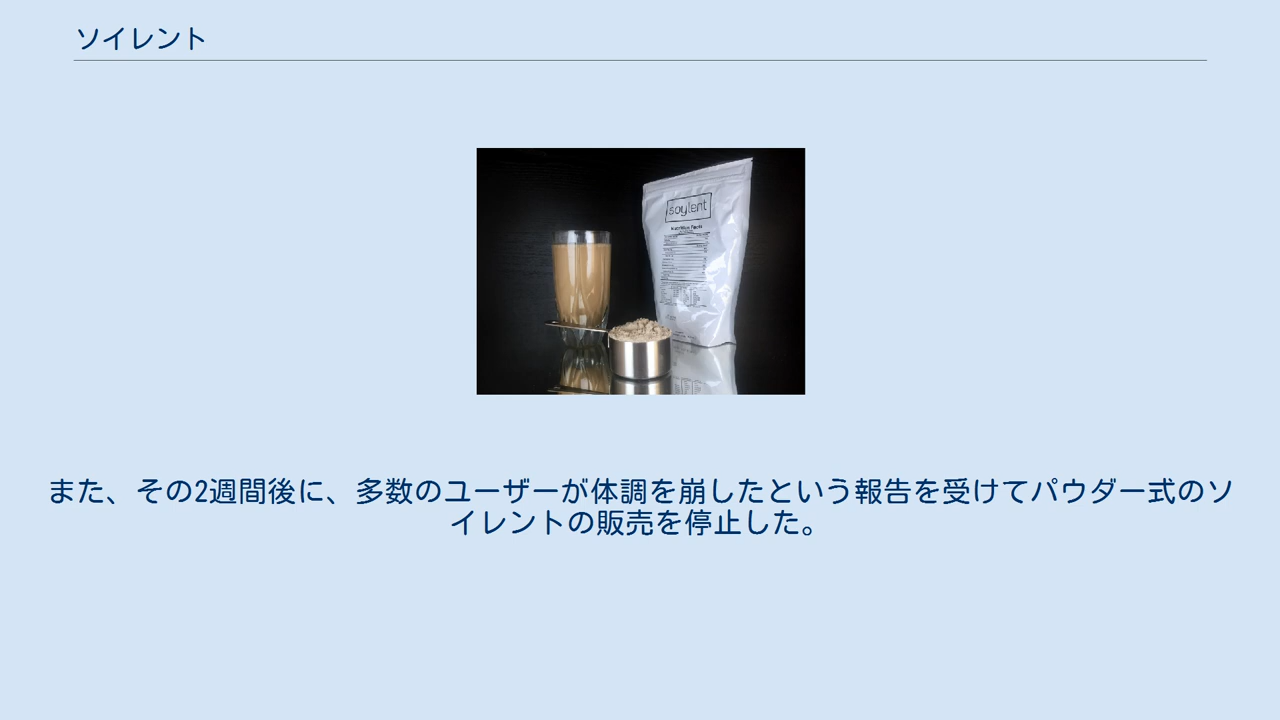 ソイレント
soylent
Nutrition Facts
また、その2週間後に、多数のユーザーが体調を崩したという報告を受けてパウダー式のソ
イレントの販売を停止した。